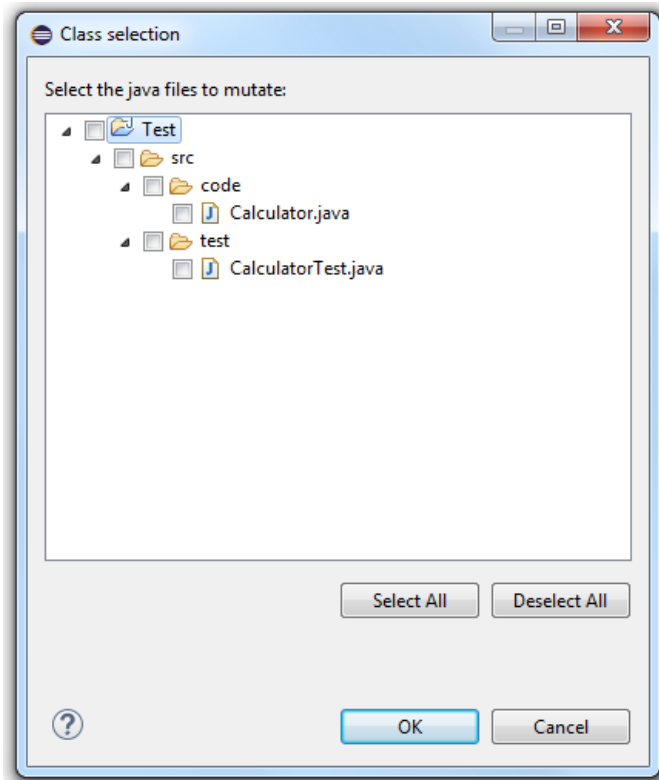 Class selection
Select the java files to mutate:
Test
src
code
Calculator.java
test
CalculatorTest.java
Select All Deselect All
OK Cancel